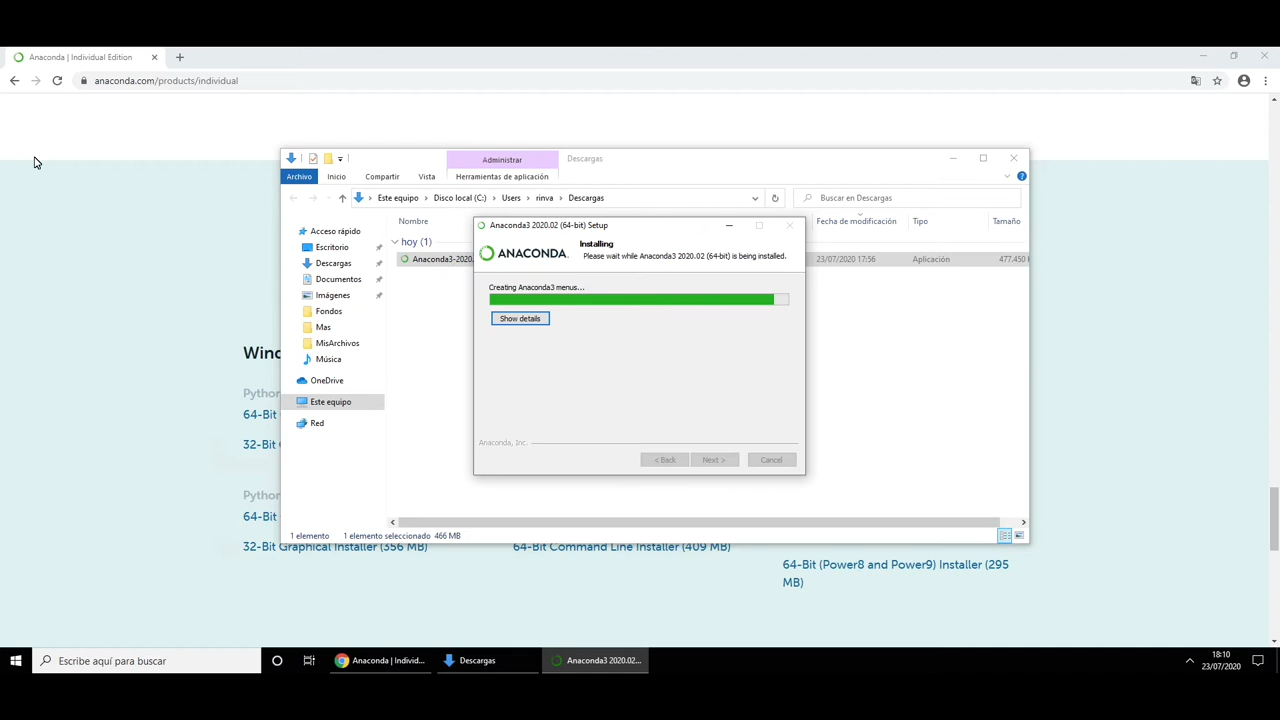 Anaconda | Individual Edition
anaconda.com/products/individual
Administrar
Descargas
Archivo
Inicio
Compartir
Vista
Herramientas de aplicación
Este equipo
Disco local (C:)
Users
rinva
Descargas
Buscar en Descargas
Nombre
Fecha de modificación
Tipo
Tamaño
hoy (1)
Anaconda3-2020.
23/07/2020 17:56
Aplicación
477.450
Acceso rápido
Escritorio
Descargas
Documentos
Imágenes
Fondos
Mas
MisArchivos
Música
OneDrive
Este equipo
Red
Anaconda3 2020.02 (64-bit) Setup
ANACONDA.
Installing
Please wait while Anaconda3 2020.02 (64-bit) is being installed.
Creating Anaconda3 menus...
Show details
Anaconda, Inc.
< Back
Next >
Cancel
1 elemento
1 elemento seleccionado 466 MB
Python
64-Bit
32-Bit
Python
64-Bit
32-Bit Graphical Installer (356 MB)
64-Bit Command Line Installer (409 MB)
64-Bit (Power8 and Power9) Installer (295
MB)
Escribe aquí para buscar
Anaconda | Individ...
Descargas
Anaconda3 2020.02...
18:10
23/07/2020